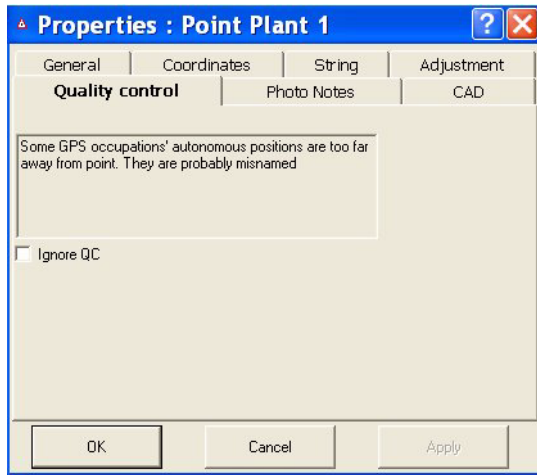 Properties : Point Plant 1
?
X
General
Coordinates
String
Adjustment
Quality control
Photo Notes
CAD
Some GPS occupations' autonomous positions are too far
away from point. They are probably misnamed
Ignore QC
OK
Cancel
Apply